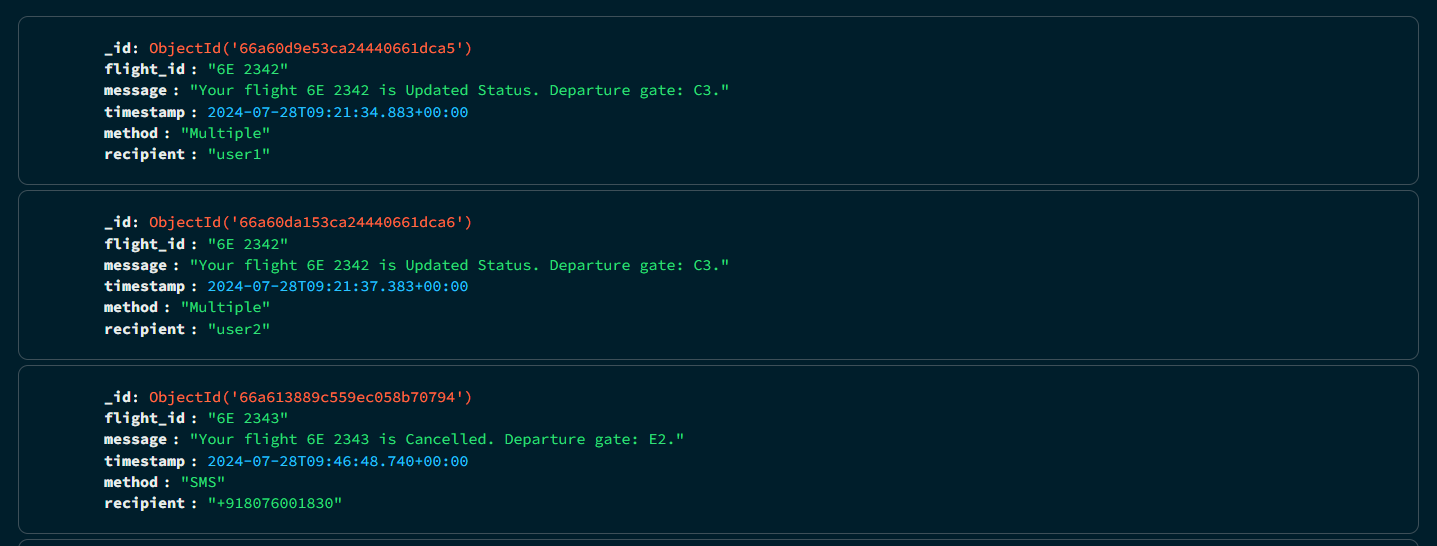 _id: ObjectId('66a60d9e53ca24440661dca5')
flight_id : "6E 2342"
message : "Your flight 6E 2342 is Updated Status. Departure gate: C3."
timestamp : 2024-07-28T09:21:34.883+00:00
method : "Multiple"
recipient : "user1"
_id: ObjectId('66a60da153ca24440661dca6')
flight_id : "6E 2342"
message : "Your flight 6E 2342 is Updated Status. Departure gate: C3."
timestamp : 2024-07-28T09:21:37.383+00:00
method : "Multiple"
recipient : "user2"
_id: ObjectId('66a613889c559ec058b70794')
flight_id : "6E 2343"
message : "Your flight 6E 2343 is Cancelled. Departure gate: E2."
timestamp : 2024-07-28T09:46:48.740+00:00
method : "SMS"
recipient : "+918076001830"